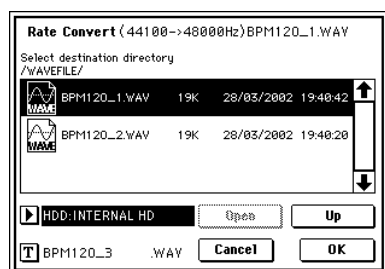 Rate Convert(44100->48000Hz)BPM120_1.WAV
Select destination directory
/WAVEFILE/
WAVE BPM120_1.WAV 19K 28/03/2002 19:40:42
WAVE BPM120_2.WAV 19K 28/03/2002 19:40:20
HDD:INTERNAL HD Open Up
T BPM120_3 .WAV Cancel OK